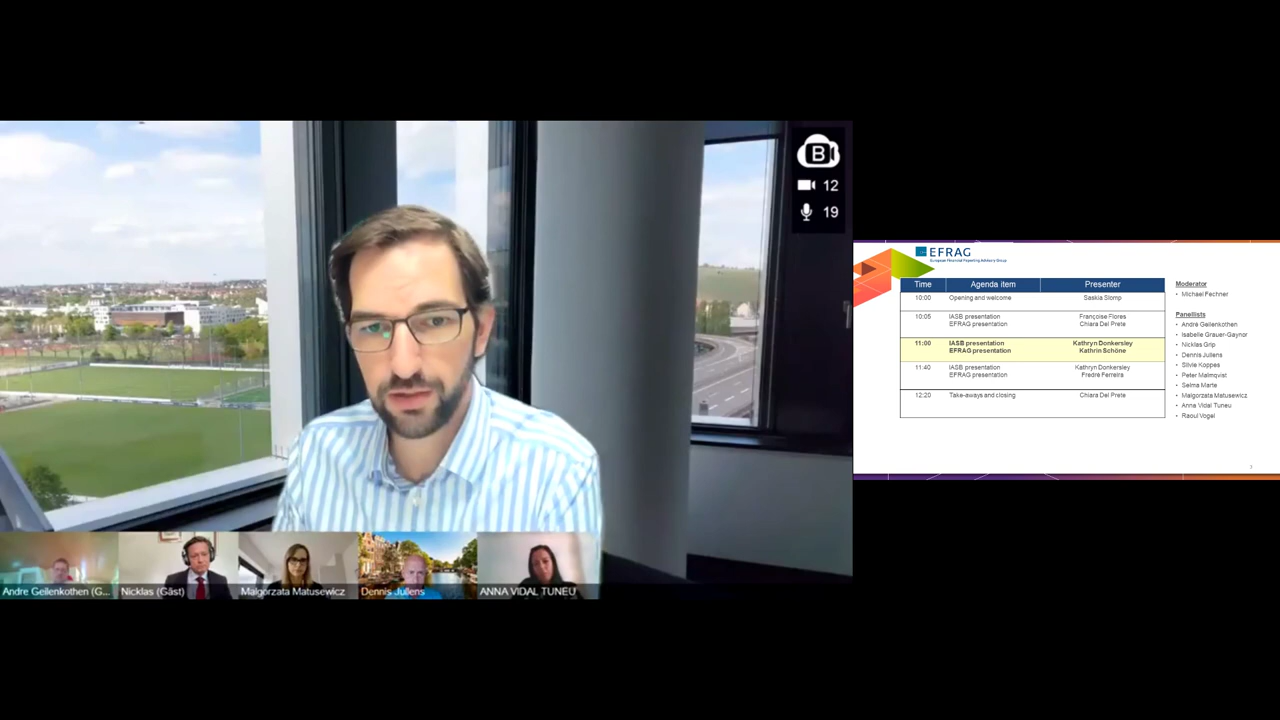 B
12
19
Andre Geilenkothen (G...
Nicklas (Gäst)
Malgorzata Matusewicz
Dennis Jullens
ANNA VIDAL TUNEU
EFRAG
European Financial Reporting Advisory Group
Time Agenda item Presenter
10:00 Opening and welcome Saskia Slomp
10:05 IASB presentation Françoise Flores
EFRAG presentation Chiara Del Prete
11:00 IASB presentation Kathryn Donkersley
EFRAG presentation Kathrin Schöne
11:40 IASB presentation Kathryn Donkersley
EFRAG presentation Fredré Ferreira
12:20 Take-aways and closing Chiara Del Prete
Moderator
• Michael Fechner
Panellists
• André Geilenkothen
• Isabelle Grauer-Gaynor
• Nicklas Grip
• Dennis Jullens
• Silvie Koppes
• Peter Malmqvist
• Selma Marte
• Malgorzata Matusewicz
• Anna Vidal Tuneu
• Raoul Vogel